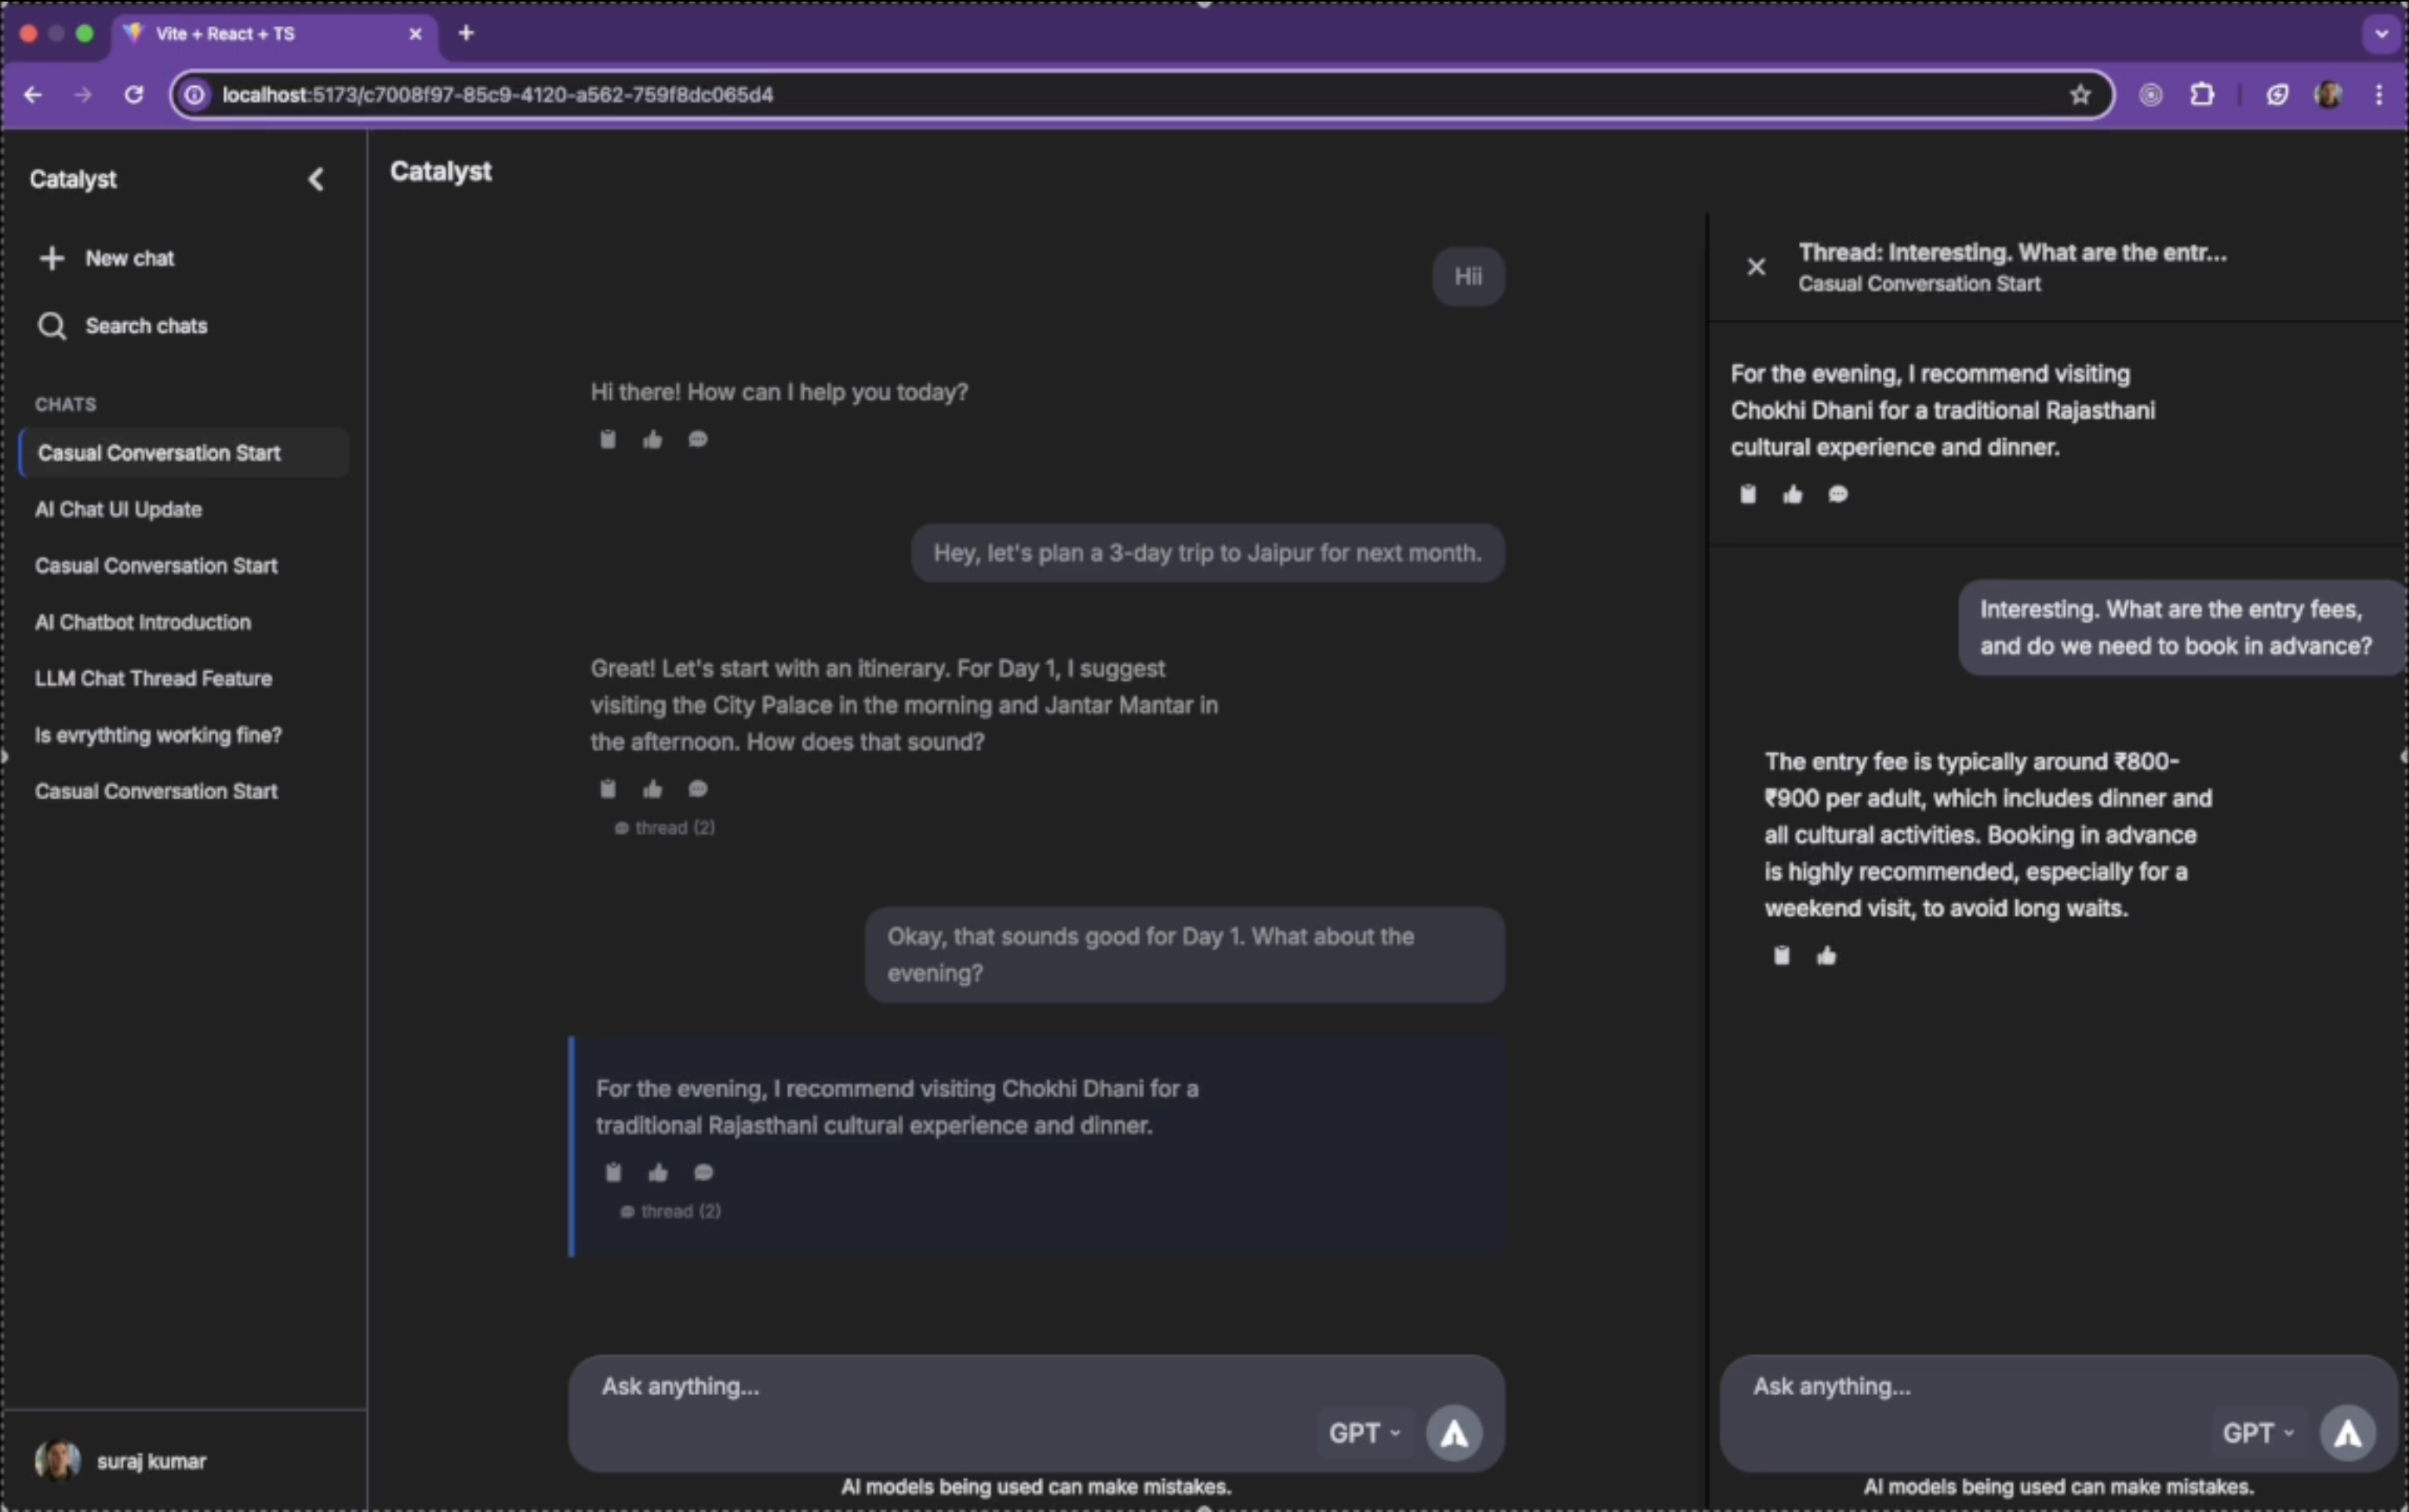 Vite + React + TS
localhost:5173/c7008f97-85c9-4120-a562-759f8dc065d4
Catalyst
New chat
Search chats
CHATS
Casual Conversation Start
AI Chat UI Update
Casual Conversation Start
AI Chatbot Introduction
LLM Chat Thread Feature
Is evrythting working fine?
Casual Conversation Start
suraj kumar
Catalyst
Hii
Hi there! How can I help you today?
Hey, let's plan a 3-day trip to Jaipur for next month.
Great! Let's start with an itinerary. For Day 1, I suggest
visiting the City Palace in the morning and Jantar Mantar in
the afternoon. How does that sound?
thread (2)
Okay, that sounds good for Day 1. What about the
evening?
For the evening, I recommend visiting Chokhi Dhani for a
traditional Rajasthani cultural experience and dinner.
thread (2)
Ask anything...
GPT
AI models being used can make mistakes.
Thread: Interesting. What are the entr...
Casual Conversation Start
For the evening, I recommend visiting
Chokhi Dhani for a traditional Rajasthani
cultural experience and dinner.
Interesting. What are the entry fees,
and do we need to book in advance?
The entry fee is typically around ₹800-
₹900 per adult, which includes dinner and
all cultural activities. Booking in advance
is highly recommended, especially for a
weekend visit, to avoid long waits.
Ask anything...
GPT
AI models being used can make mistakes.